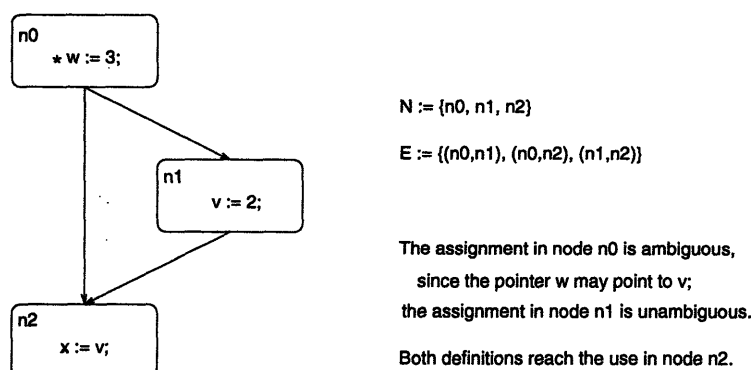 n0
* w := 3;
n1
v := 2;
n2
x := v;
N := {n0, n1, n2}
E := {(n0,n1), (n0,n2), (n1,n2)}
The assignment in node n0 is ambiguous,
since the pointer w may point to v;
the assignment in node n1 is unambiguous.
Both definitions reach the use in node n2.